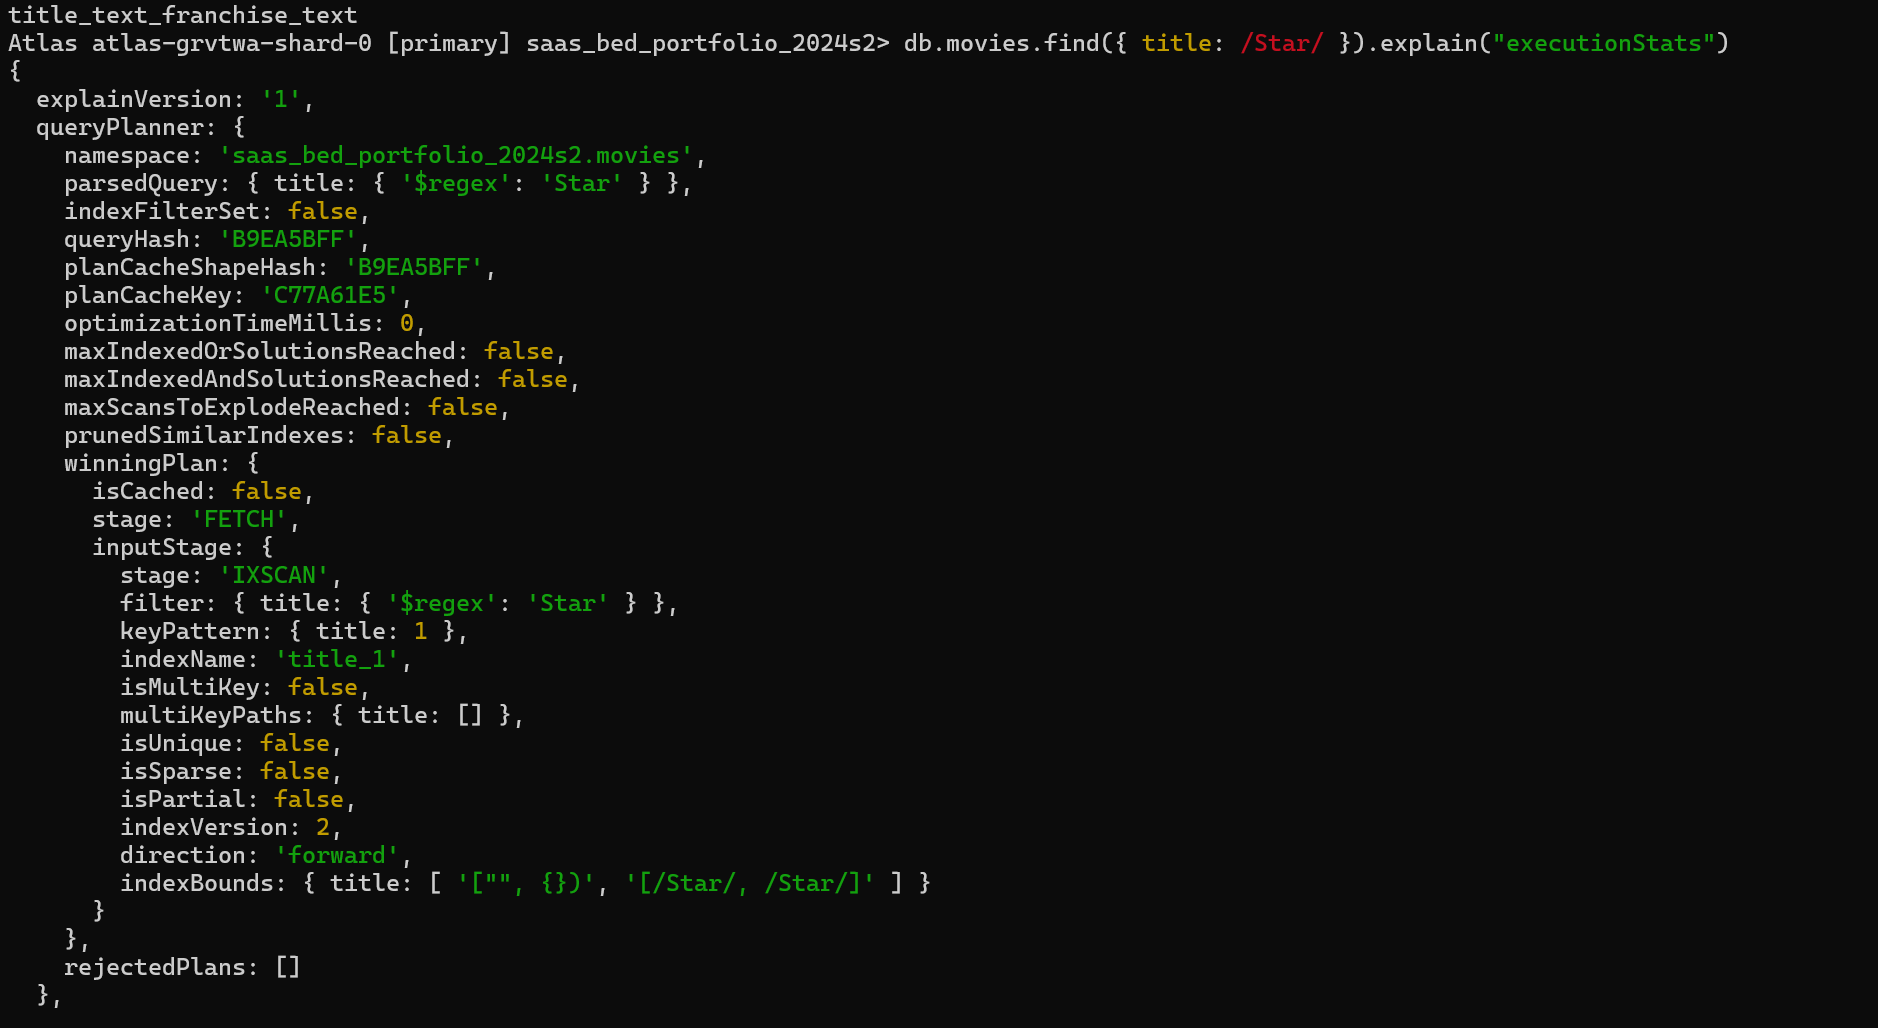 title_text_franchise_text
Atlas atlas-grvtwa-shard-0 [primary] saas_bed_portfolio_2024s2> db.movies.find({ title: /Star/ }).explain("executionStats")
{
  explainVersion: '1',
  queryPlanner: {
    namespace: 'saas_bed_portfolio_2024s2.movies',
    parsedQuery: { title: { '$regex': 'Star' } },
    indexFilterSet: false,
    queryHash: 'B9EA5BFF',
    planCacheShapeHash: 'B9EA5BFF',
    planCacheKey: 'C77A61E5',
    optimizationTimeMillis: 0,
    maxIndexedOrSolutionsReached: false,
    maxIndexedAndSolutionsReached: false,
    maxScansToExplodeReached: false,
    prunedSimilarIndexes: false,
    winningPlan: {
      isCached: false,
      stage: 'FETCH',
      inputStage: {
        stage: 'IXSCAN',
        filter: { title: { '$regex': 'Star' } },
        keyPattern: { title: 1 },
        indexName: 'title_1',
        isMultiKey: false,
        multiKeyPaths: { title: [] },
        isUnique: false,
        isSparse: false,
        isPartial: false,
        indexVersion: 2,
        direction: 'forward',
        indexBounds: { title: [ '["", {})', '[/Star/, /Star/]' ] }
      }
    },
    rejectedPlans: []
  },